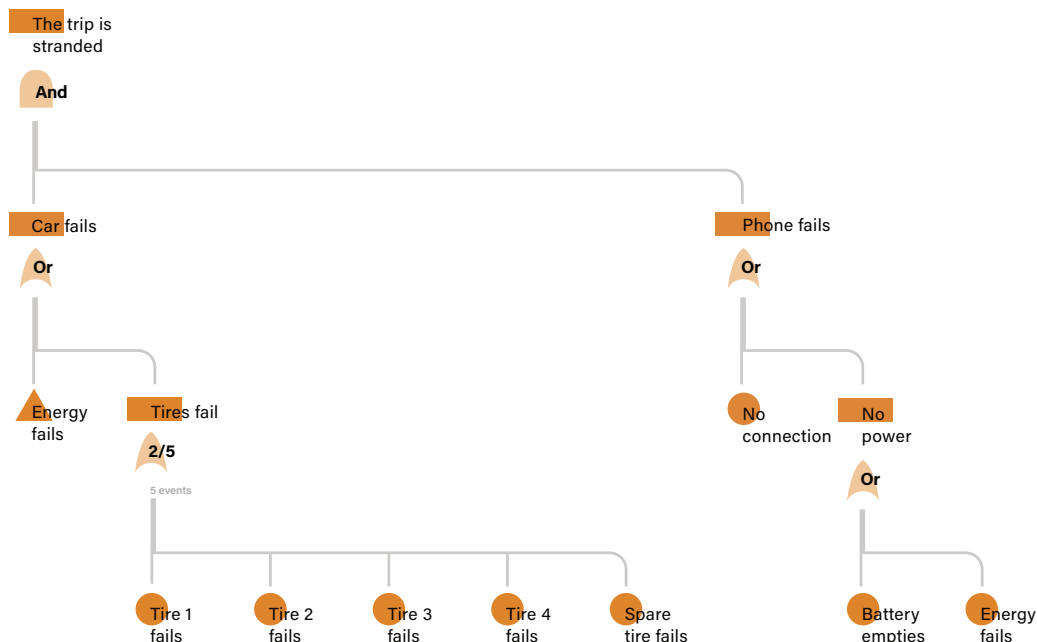 The trip is
stranded
And
Car fails
Phone fails
Or
Or
Energy
fails
Tires fail
No
connection
No
power
2/5
5 events
Or
Tire 1
fails
Tire 2
fails
Tire 3
fails
Tire 4
fails
Spare
tire fails
Battery
empties
Energy
fails